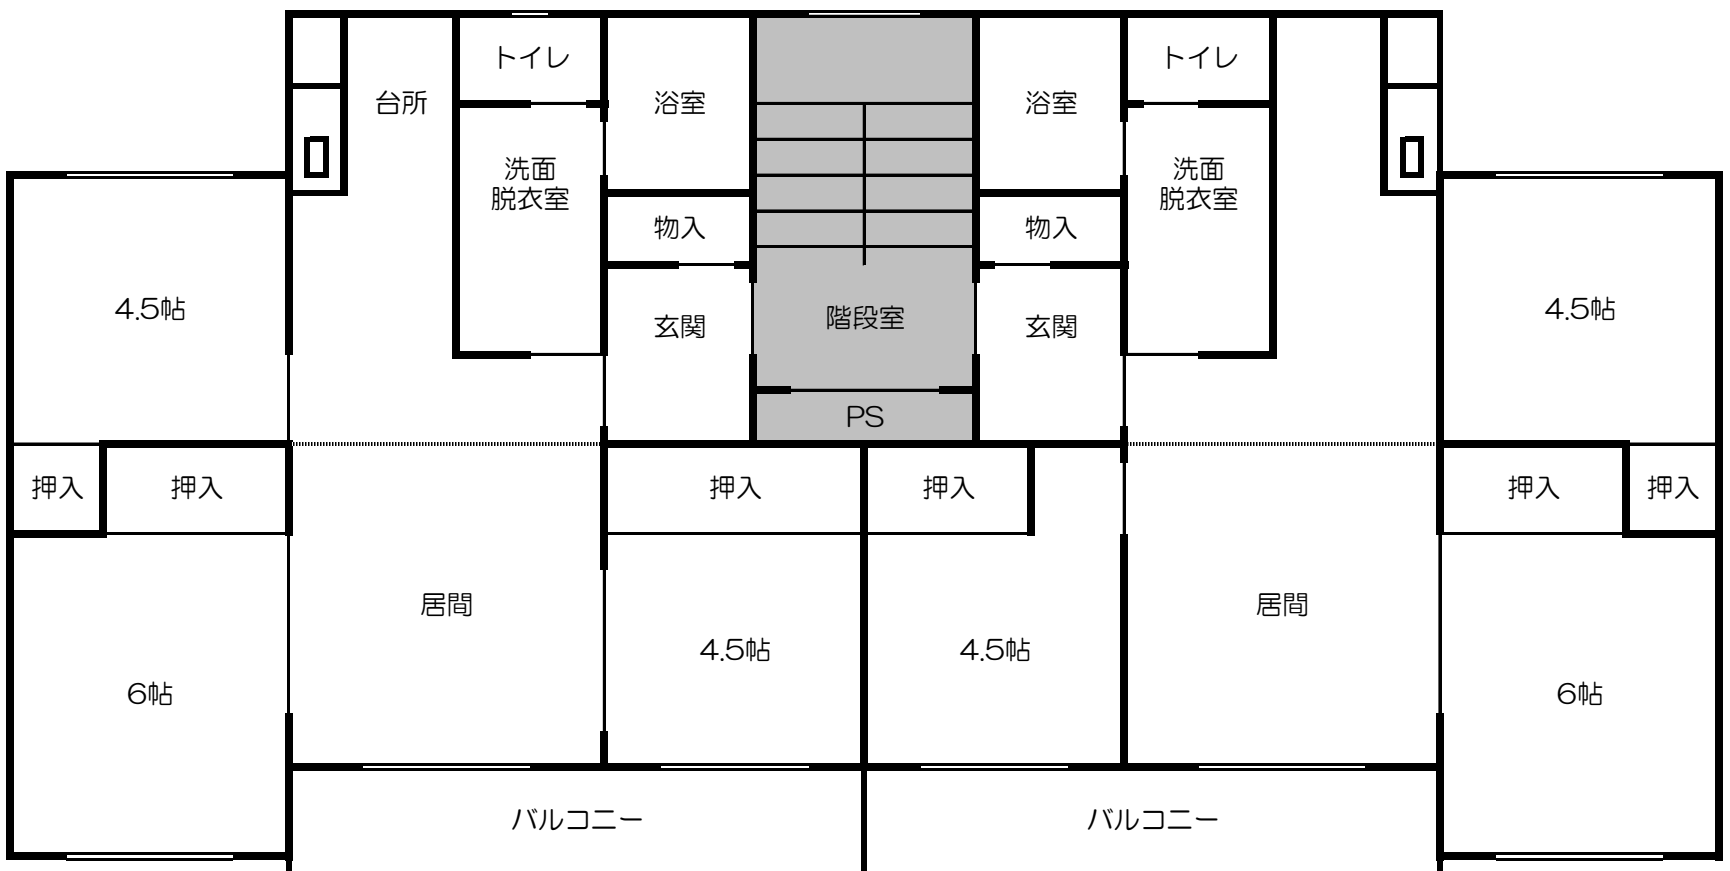 トイレ
トイレ
台所
浴室
浴室
洗面
脱衣室
洗面
脱衣室
物入
物入
4.5帖
玄関
階段室
玄関
4.5帖
PS
押入
押入
押入
押入
押入
押入
居間
居間
4.5帖
4.5帖
6帖
6帖
バルコニー
バルコニー